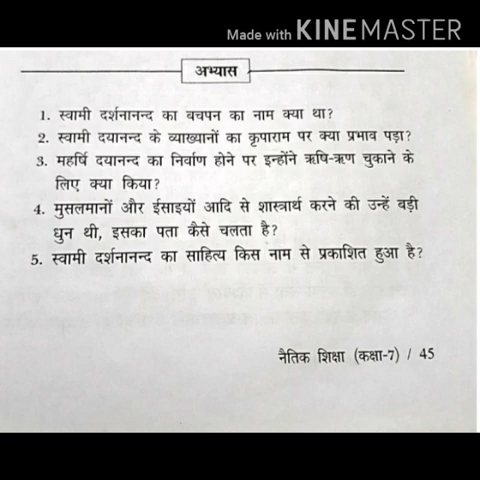 Made with KINEMASTER
अभ्यास
1. स्वामी दर्शनानन्द का बचपन का नाम क्या था?
2. स्वामी दयानन्द के व्याख्यानों का कृपाराम पर क्या प्रभाव पड़ा?
3. महर्षि दयानन्द का निर्वाण होने पर इन्होंने ऋषि-ऋण चुकाने के
लिए क्या किया?
4. मुसलमानों और ईसाइयों आदि से शास्त्रार्थ करने की उन्हें बड़ी
धुन थी, इसका पता कैसे चलता है?
5. स्वामी दर्शनानन्द का साहित्य किस नाम से प्रकाशित हुआ है?
नैतिक शिक्षा (कक्षा-7) / 45